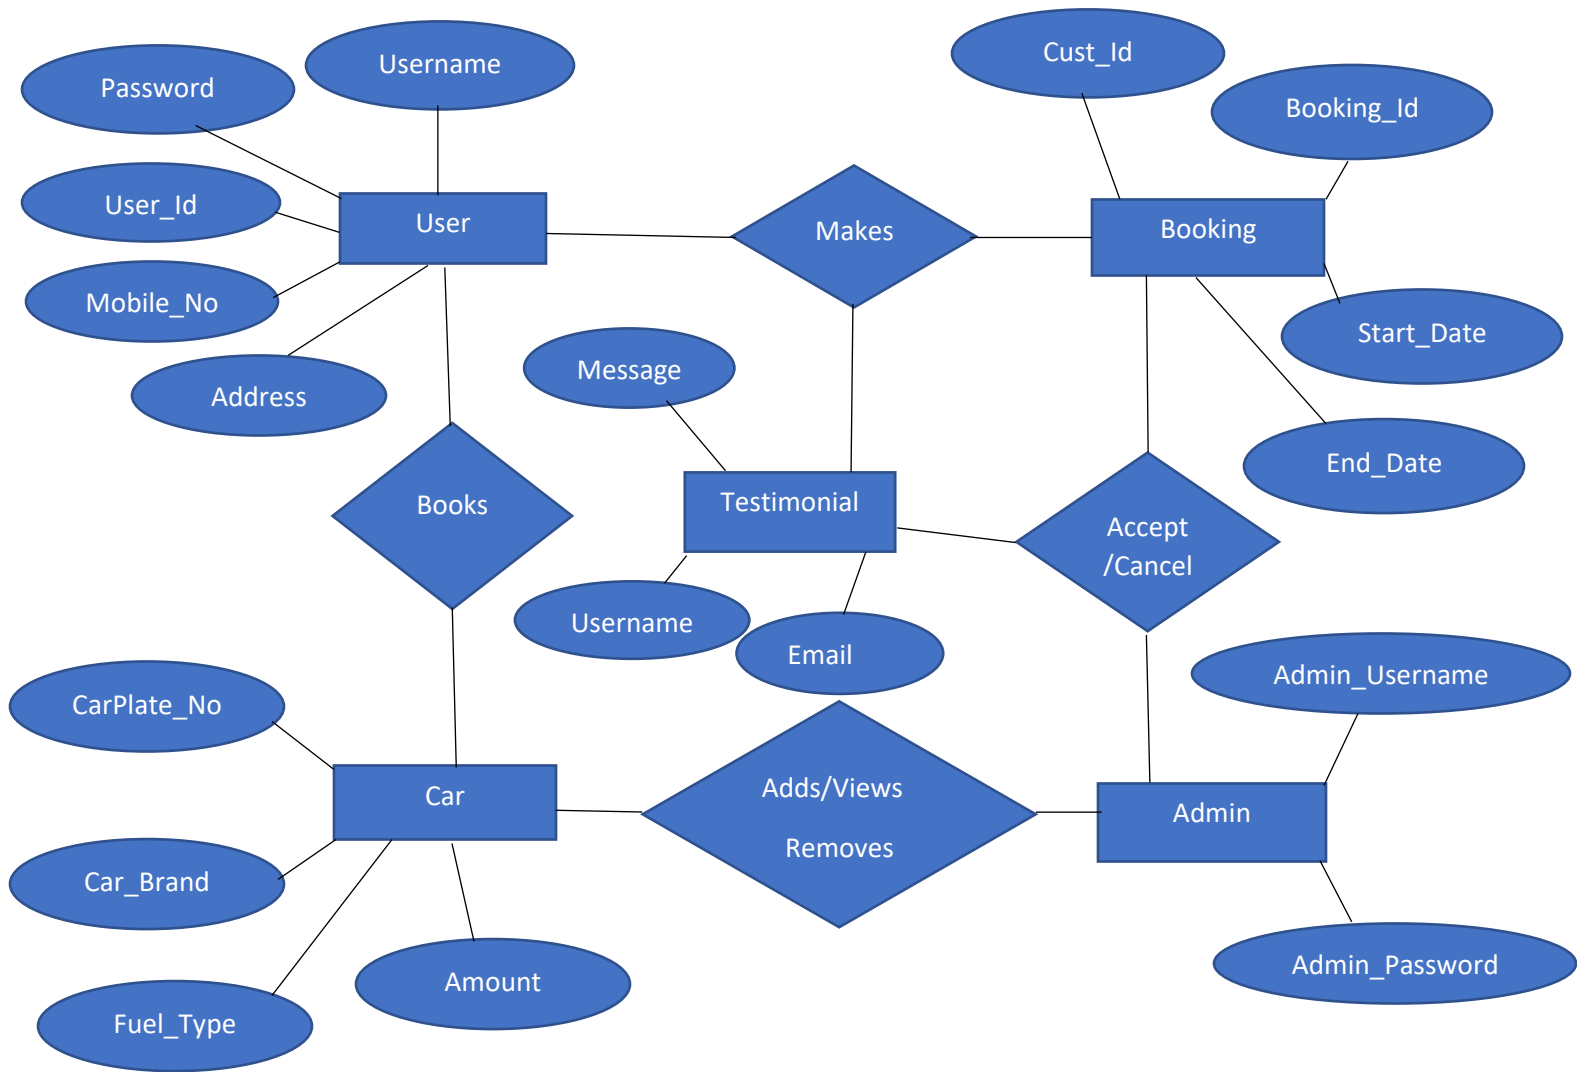 Username
Cust_Id
Password
Booking_Id
User_Id
User
Makes
Booking
Mobile_No
Start_Date
Message
Address
End_Date
Books
Testimonial
Accept
/Cancel
Username
Email
Admin_Username
CarPlate_No
Car
Adds/Views
Removes
Admin
Car_Brand
Amount
Admin_Password
Fuel_Type